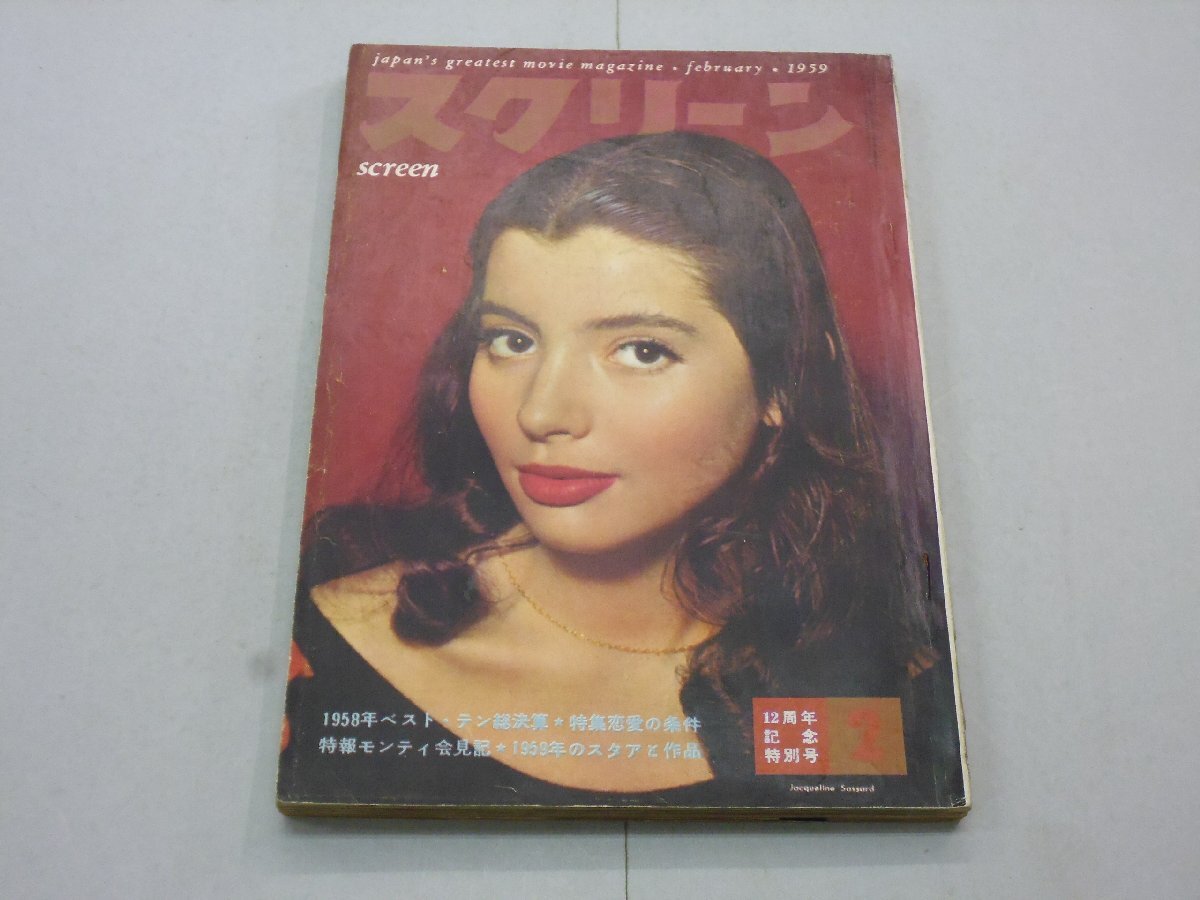 japan's greatest movie magazine • february • 1959
スクリーン
screen
1958年ベスト・テン総決算★特集恋愛の条件
特報モンティ会見記★1959年のスタアと作品
12周年
記念
特別号
2
Jacqueline Sassard